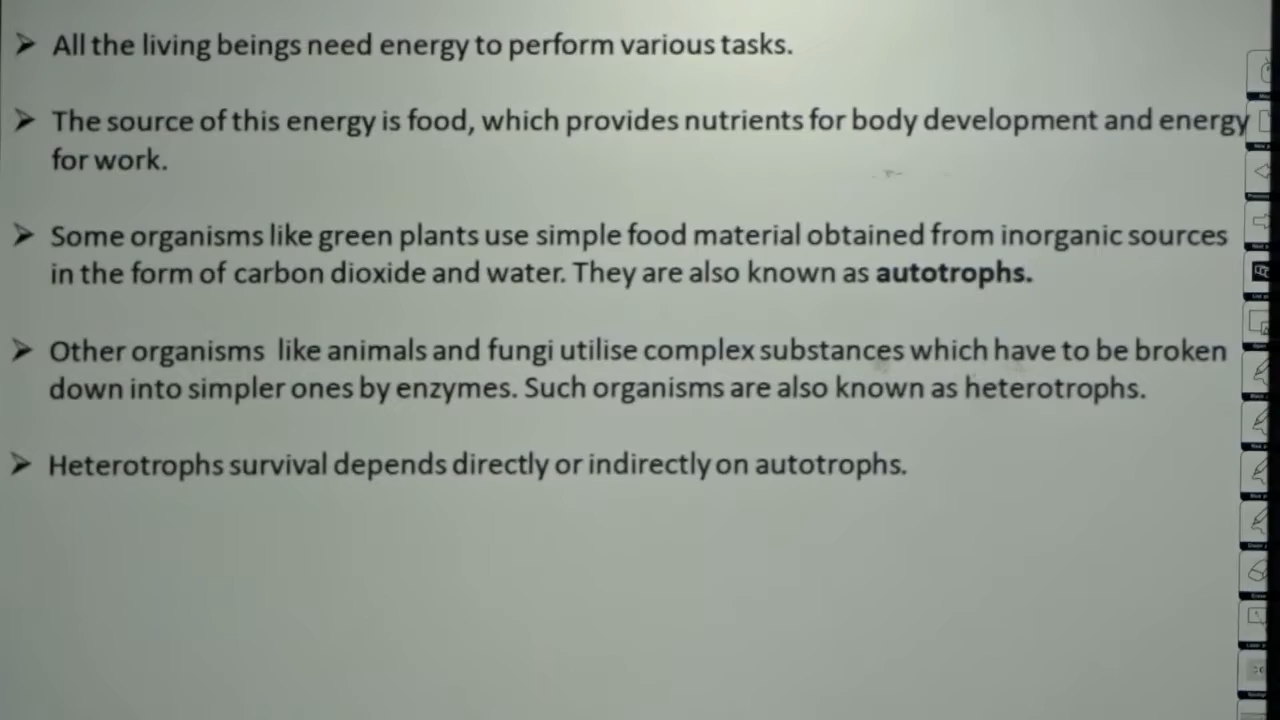 ➤ All the living beings need energy to perform various tasks.
➤ The source of this energy is food, which provides nutrients for body development and energy
for work.
➤ Some organisms like green plants use simple food material obtained from inorganic sources
in the form of carbon dioxide and water. They are also known as autotrophs.
➤ Other organisms like animals and fungi utilise complex substances which have to be broken
down into simpler ones by enzymes. Such organisms are also known as heterotrophs.
➤ Heterotrophs survival depends directly or indirectly on autotrophs.